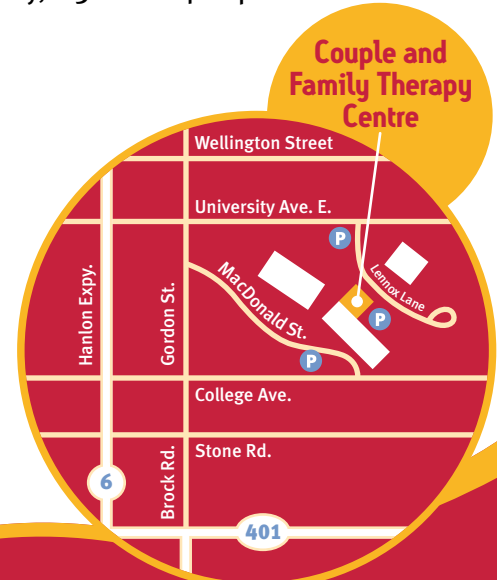 Couple and
Family Therapy
Centre
Wellington Street
University Ave. E.
P
MacDonald St.
Lennox Lane
P
P
Hanlon Expy.
Gordon St.
College Ave.
Stone Rd.
Brock Rd.
6
401